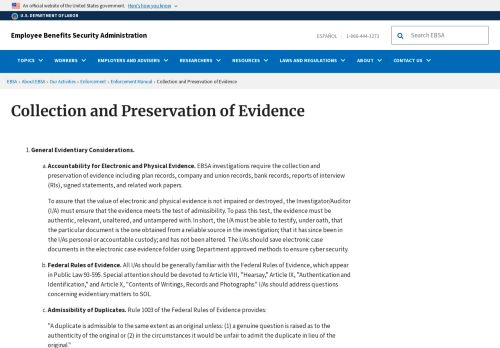 An official website of the United States government. Here's how you know
U.S. DEPARTMENT OF LABOR
Employee Benefits Security Administration
ESPAÑOL | 1-866-444-3272
Search EBSA
TOPICS WORKERS EMPLOYERS AND ADVISERS RESEARCHERS RESOURCES LAWS AND REGULATIONS ABOUT CONTACT US
EBSA › About EBSA › Our Activities › Enforcement › Enforcement Manual › Collection and Preservation of Evidence
Collection and Preservation of Evidence
1. General Evidentiary Considerations.
a. Accountability for Electronic and Physical Evidence. EBSA investigations require the collection and
preservation of evidence including plan records, company and union records, bank records, reports of interview
(RIs), signed statements, and related work papers.
To assure that the value of electronic and physical evidence is not impaired or destroyed, the Investigator/Auditor
(I/A) must ensure that the evidence meets the test of admissibility. To pass this test, the evidence must be
authentic, relevant, unaltered, and untampered with. In short, the I/A must be able to testify, under oath, that
the particular document is the one obtained from a reliable source in the investigation; that it has since been in
the I/As personal or accountable custody; and has not been altered. The I/As should save electronic case
documents in the electronic case evidence folder using Department approved methods to ensure cyber security.
b. Federal Rules of Evidence. All I/As should be generally familiar with the Federal Rules of Evidence, which appear
in Public Law 93-595. Special attention should be devoted to Article VIII, "Hearsay," Article IX, "Authentication and
Identification," and Article X, "Contents of Writings, Records and Photographs" I/As should address questions
concerning evidentiary matters to SOL.
c. Admissibility of Duplicates. Rule 1003 of the Federal Rules of Evidence provides:
"A duplicate is admissible to the same extent as an original unless: (1) a genuine question is raised as to the
authenticity of the original or (2) in the circumstances it would be unfair to admit the duplicate in lieu of the
original."